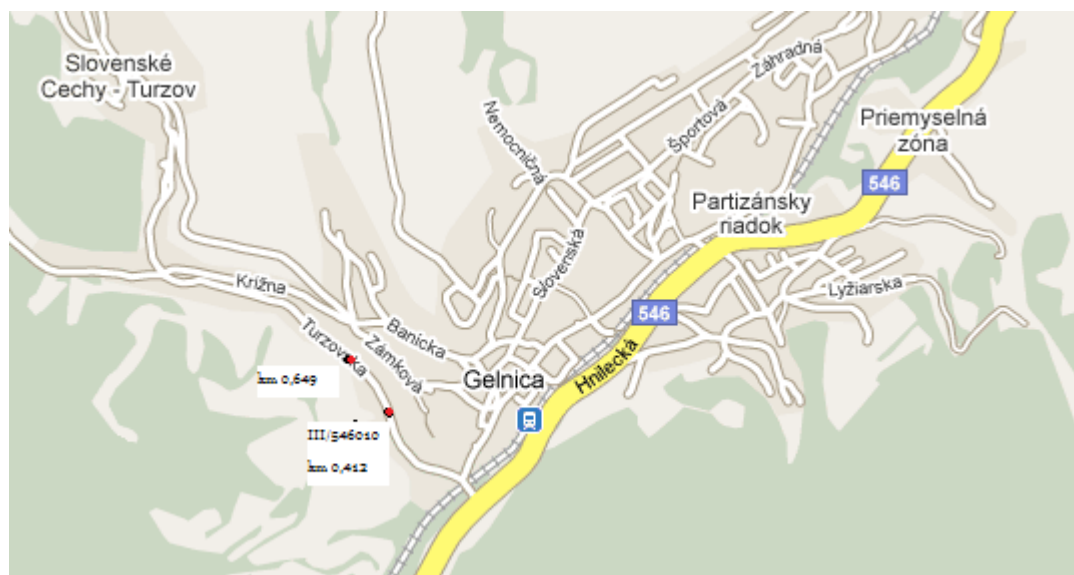 Slovenské
Cechy - Turzov
Záhradná
Nemocničná
Športová
Priemyselná
zóna
546
Partizánsky
riadok
Slovenská
Krížna
Lyžiarska
546
Turzovska
Banícka
Zámková
Hnilecká
km 0,649
Gelnica
III/546010
km 0,412